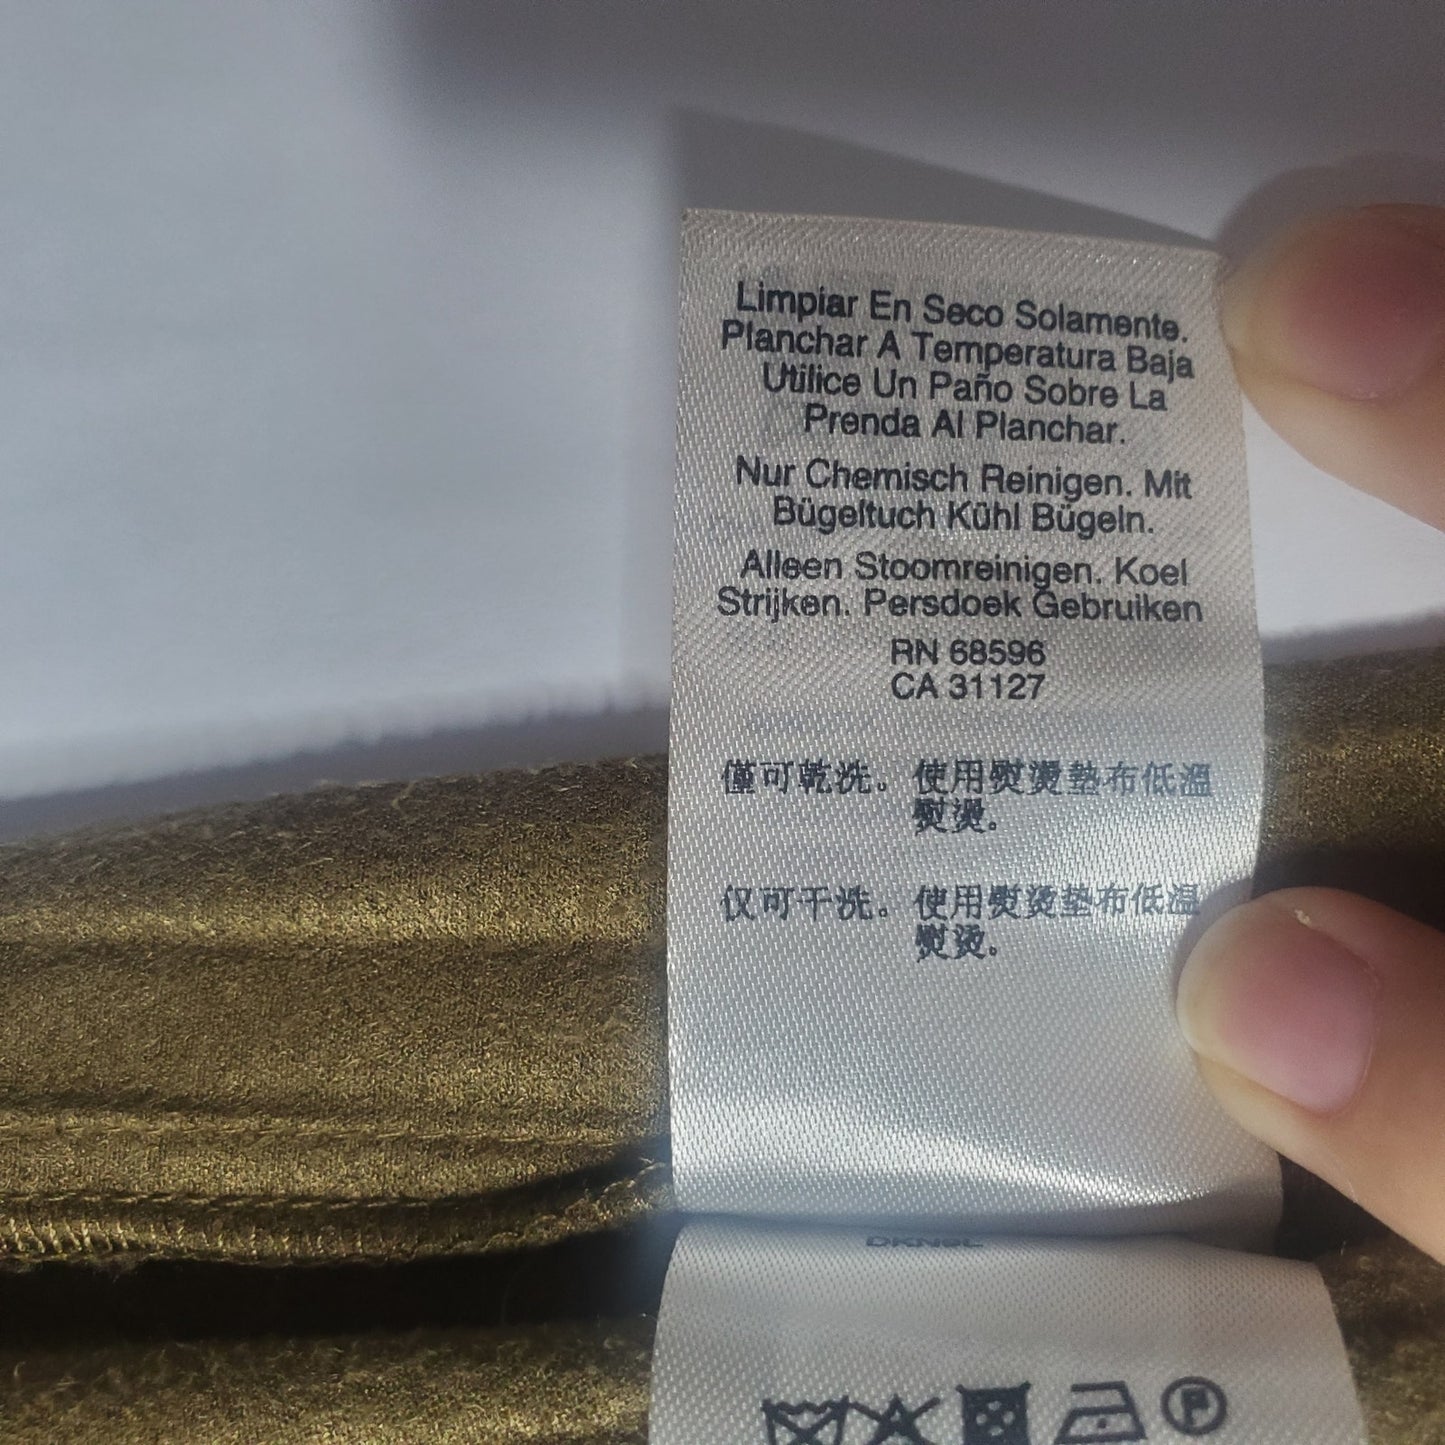 Limpiar En Seco Solamente.
Planchar A Temperatura Baja
Utilice Un Paño Sobre La
Prenda Al Planchar.
Nur Chemisch Reinigen. Mit
Bügeltuch Kühl Bügeln.
Alleen Stoomreinigen. Koel
Strijken. Persdoek Gebruiken
RN 68596
CA 31127
僅可乾洗。使用熨燙墊布低溫
熨燙。
仅可干洗。使用熨烫垫布低温
熨烫。
P